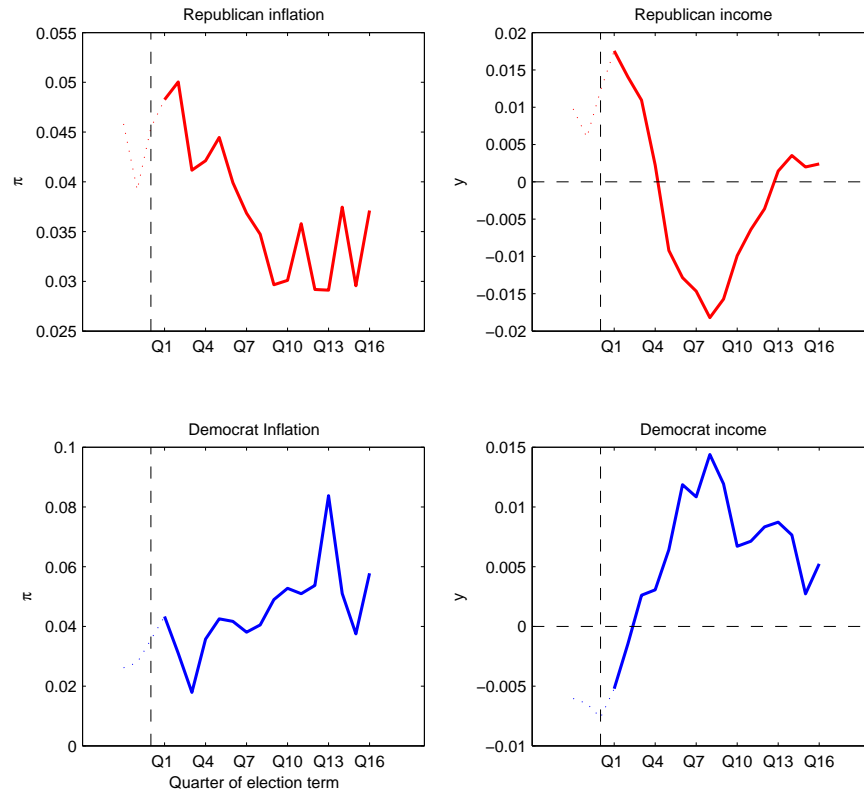 Republican inflation
0.055
0.05
0.045
0.04
0.035
0.03
0.025
π
Q1 Q4 Q7 Q10 Q13 Q16
Republican income
0.02
0.015
0.01
0.005
0
−0.005
−0.01
−0.015
−0.02
y
Q1 Q4 Q7 Q10 Q13 Q16
Democrat Inflation
0.1
0.08
0.06
0.04
0.02
0
π
Q1 Q4 Q7 Q10 Q13 Q16
Quarter of election term
Democrat income
0.015
0.01
0.005
0
−0.005
−0.01
y
Q1 Q4 Q7 Q10 Q13 Q16